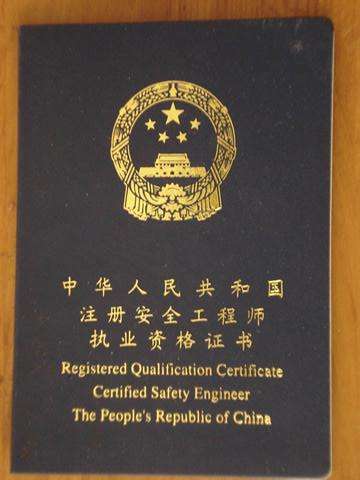 中华人民共和国
注册安全工程师
执业资格证书
Registered Qualification Certificate
Certified Safety Engineer
The People's Republic of China